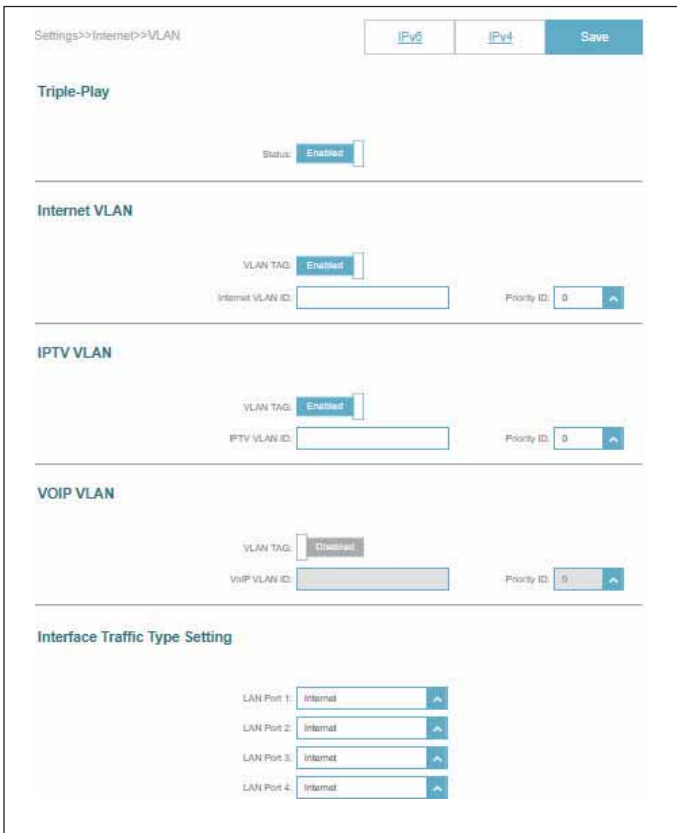 Settings>>Internet>>VLAN IPv6 IPv4 Save
Triple-Play
Status: Enabled
Internet VLAN
VLAN TAG: Enabled
Internet VLAN ID: Priority ID: 0
IPTV VLAN
VLAN TAG: Enabled
IPTV VLAN ID: Priority ID: 0
VOIP VLAN
VLAN TAG: Disabled
VoIP VLAN ID: Priority ID: 0
Interface Traffic Type Setting
LAN Port 1: Internet
LAN Port 2: Internet
LAN Port 3: Internet
LAN Port 4: Internet